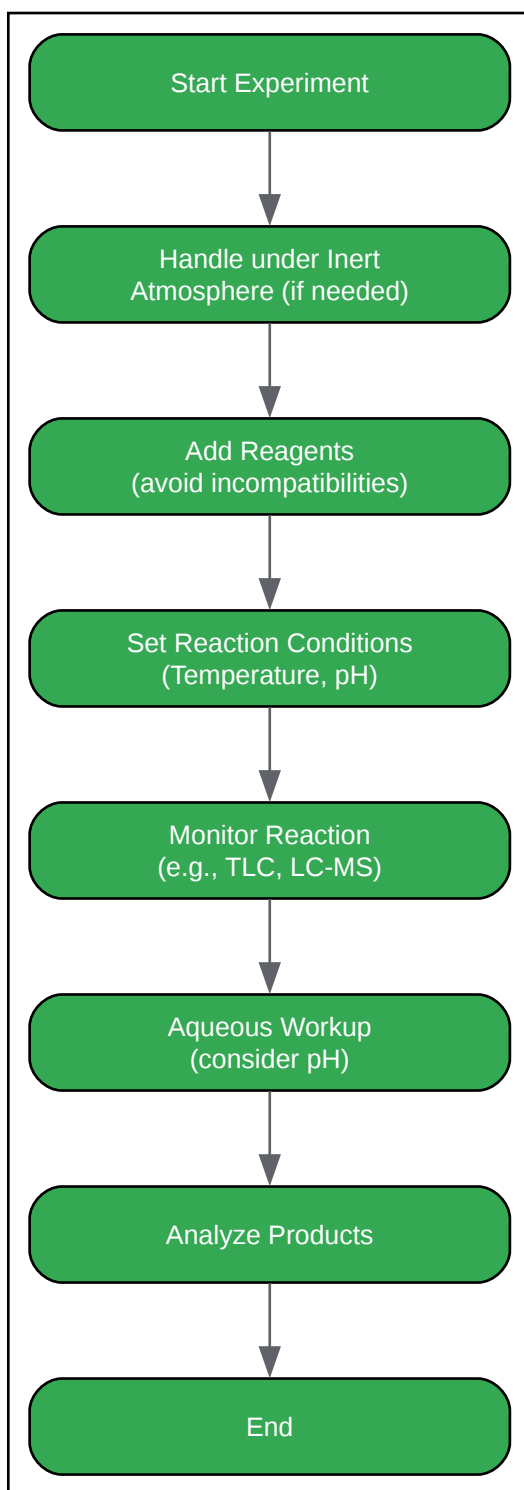 Start Experiment
Handle under Inert
Atmosphere (if needed)
Add Reagents
(avoid incompatibilities)
Set Reaction Conditions
(Temperature, pH)
Monitor Reaction
(e.g., TLC, LC-MS)
Aqueous Workup
(consider pH)
Analyze Products
End